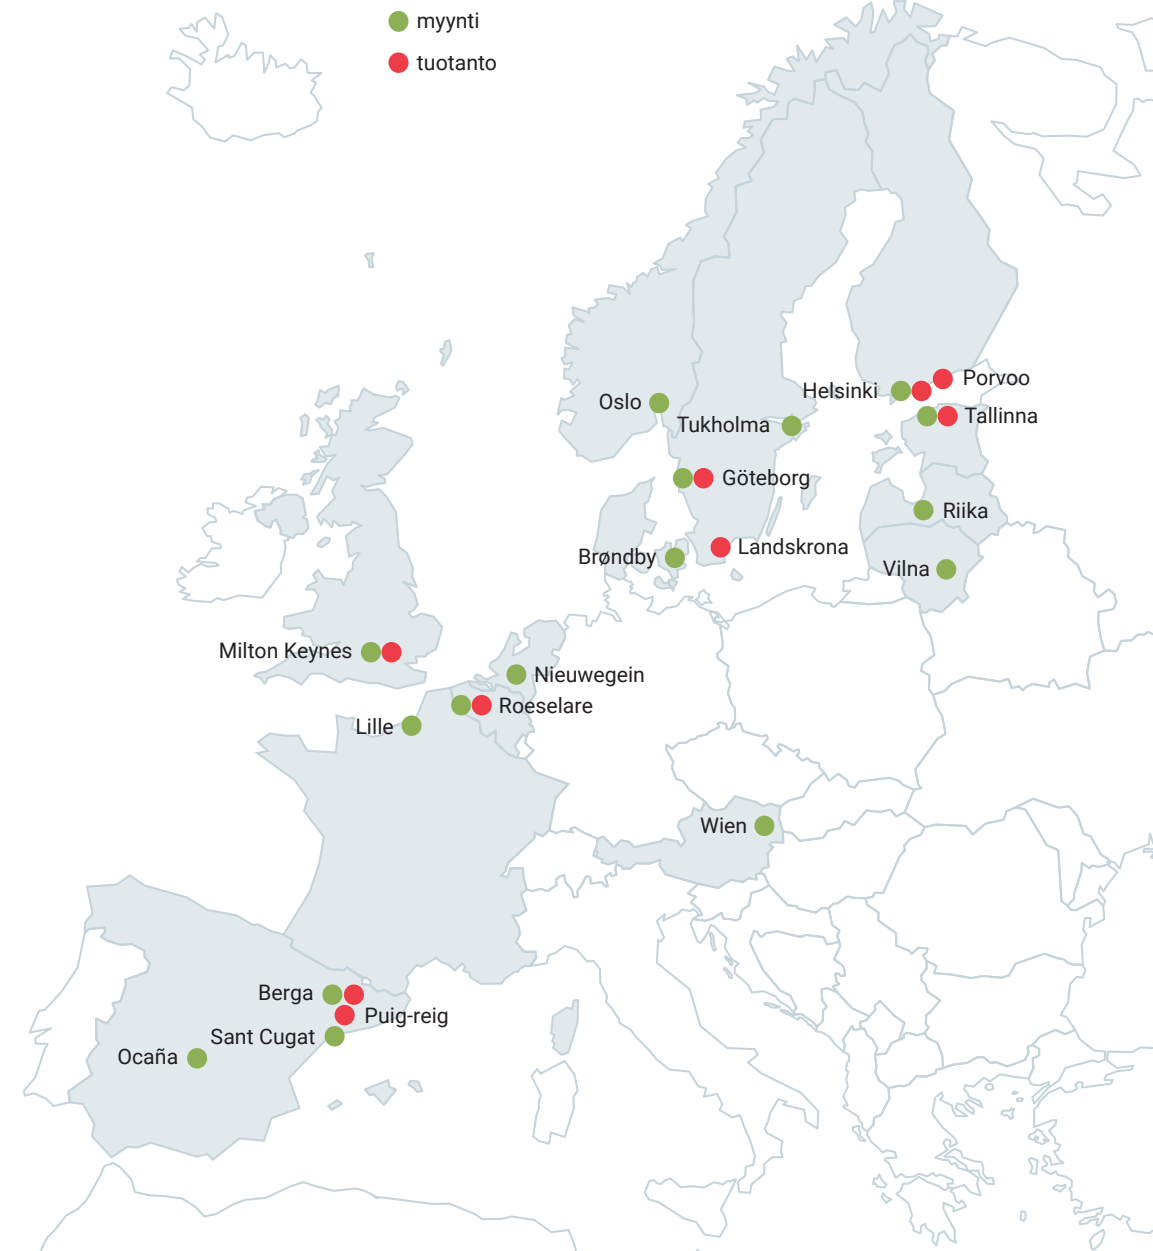 myynti
tuotanto
Porvoo
Helsinki
Oslo
Tallinna
Tukholma
Göteborg
Riika
Landskrona
Brøndby
Vilna
Milton Keynes
Nieuwegein
Roeselare
Lille
Wien
Berga
Puig-reig
Sant Cugat
Ocaña